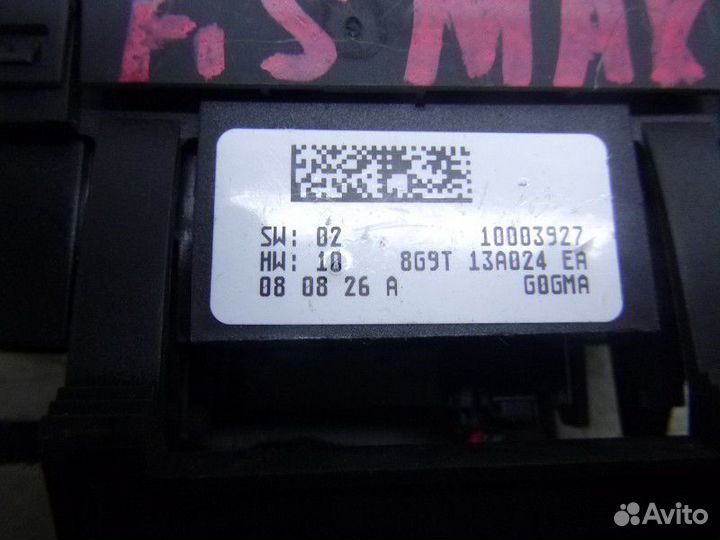 F.S MAX
SW: 02 10003927
HW: 10 8G9T 13A024 EA
08 08 26 A G0GMA
Avito